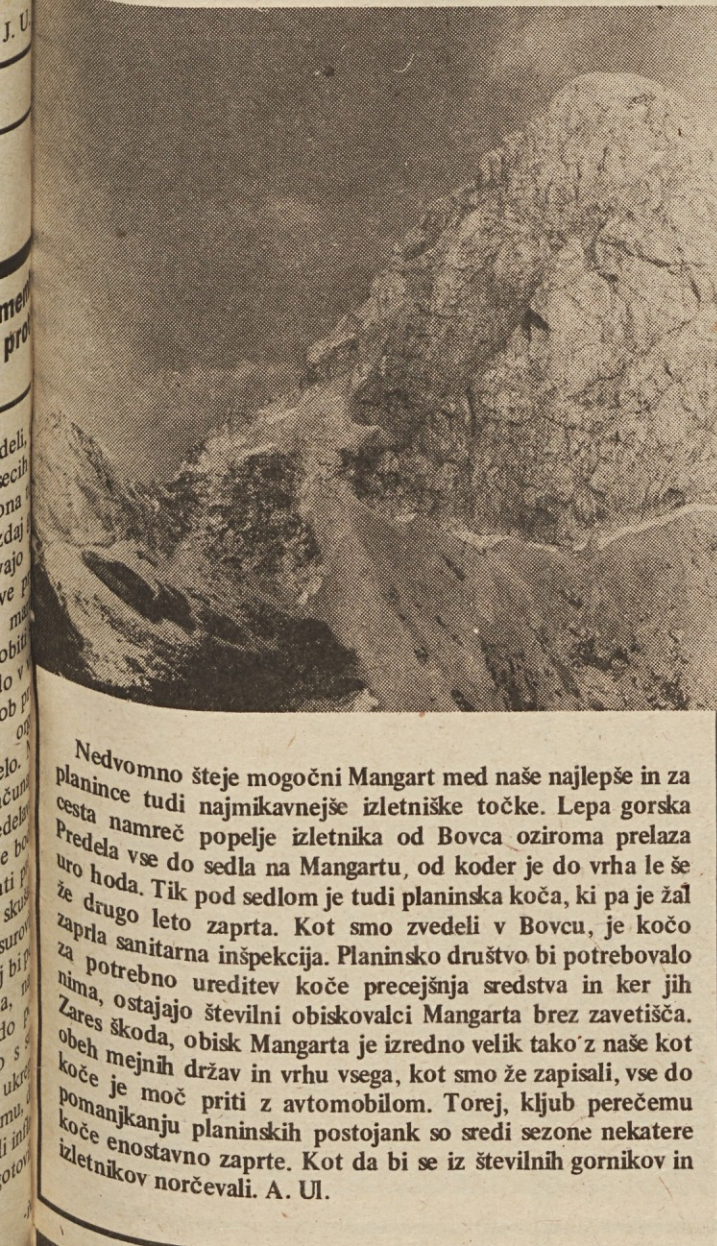 J. U.
deli,
Nedvomno šteje mogočni Mangart med naše najlepše in za
planince tudi najmikavnejše izletniške točke. Lepa gorska
cesta namreč popelje izletnika od Bovca oziroma prelaza
Predela vse do sedla na Mangartu, od koder je do vrha le še
uro hoda. Tik pod sedlom je tudi planinska koča, ki pa je žal
že drugo leto zaprta. Kot smo zvedeli v Bovcu, je kočo
zaprla sanitarna inšpekcija. Planinsko društvo bi potrebovalo
za potrebno ureditev koče precejšnja sredstva in ker jih
nima, ostajajo številni obiskovalci Mangarta brez zavetišča.
Zares škoda, obisk Mangarta je izredno velik tako z naše kot
obeh mejnih držav in vrhu vsega, kot smo že zapisali, vse do
koče je moč priti z avtomobilom. Torej, kljub perečemu
pomanjkanju planinskih postojank so sredi sezone nekatere
koče enostavno zaprte. Kot da bi se iz številnih gornikov in
izletnikov norčevali. A. Ul.